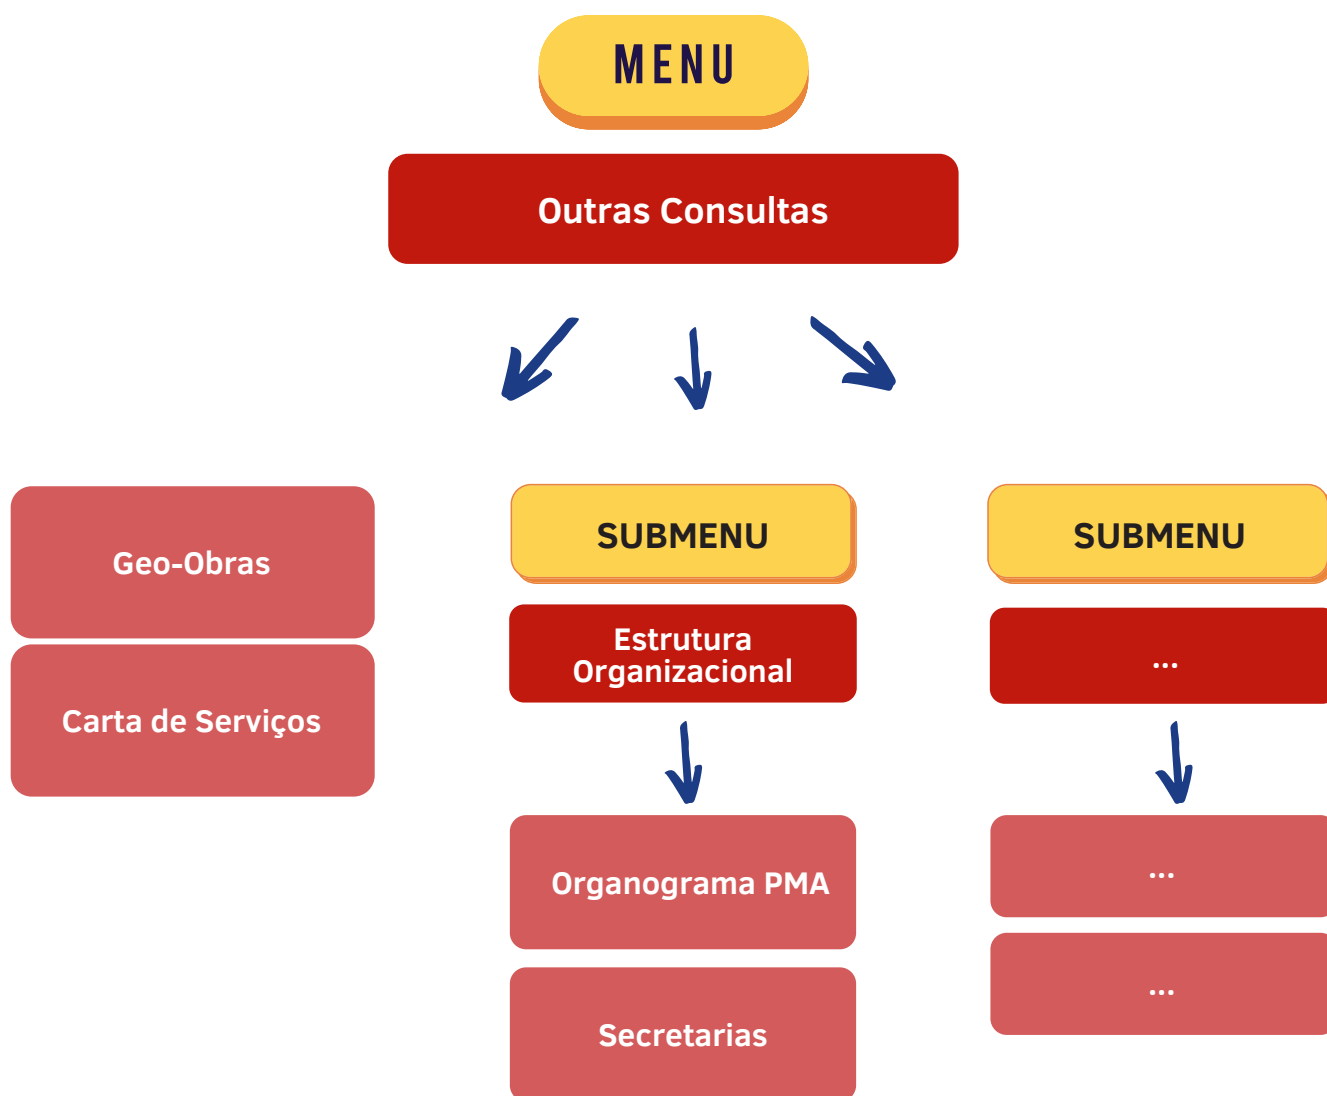 MENU
Outras Consultas
Geo-Obras
Carta de Serviços
SUBMENU
Estrutura
Organizacional
Organograma PMA
Secretarias
SUBMENU
...
...
...